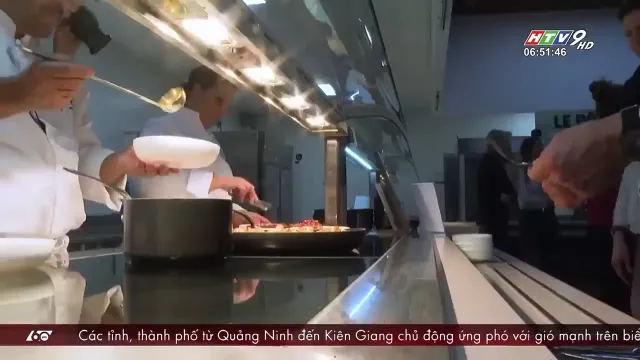 HTV9HD
06:51:46
LE
60 Các tỉnh, thành phố từ Quảng Ninh đến Kiên Giang chủ động ứng phó với gió mạnh trên